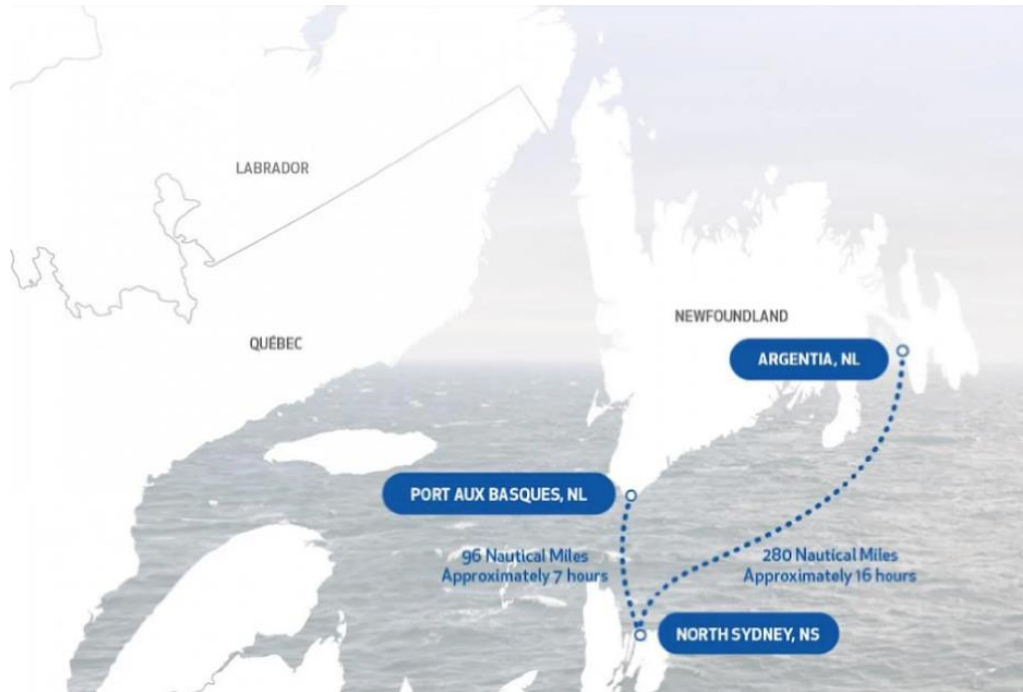 LABRADOR
QUÉBEC
NEWFOUNDLAND
ARGENTIA, NL
PORT AUX BASQUES, NL
96 Nautical Miles
Approximately 7 hours
280 Nautical Miles
Approximately 16 hours
NORTH SYDNEY, NS